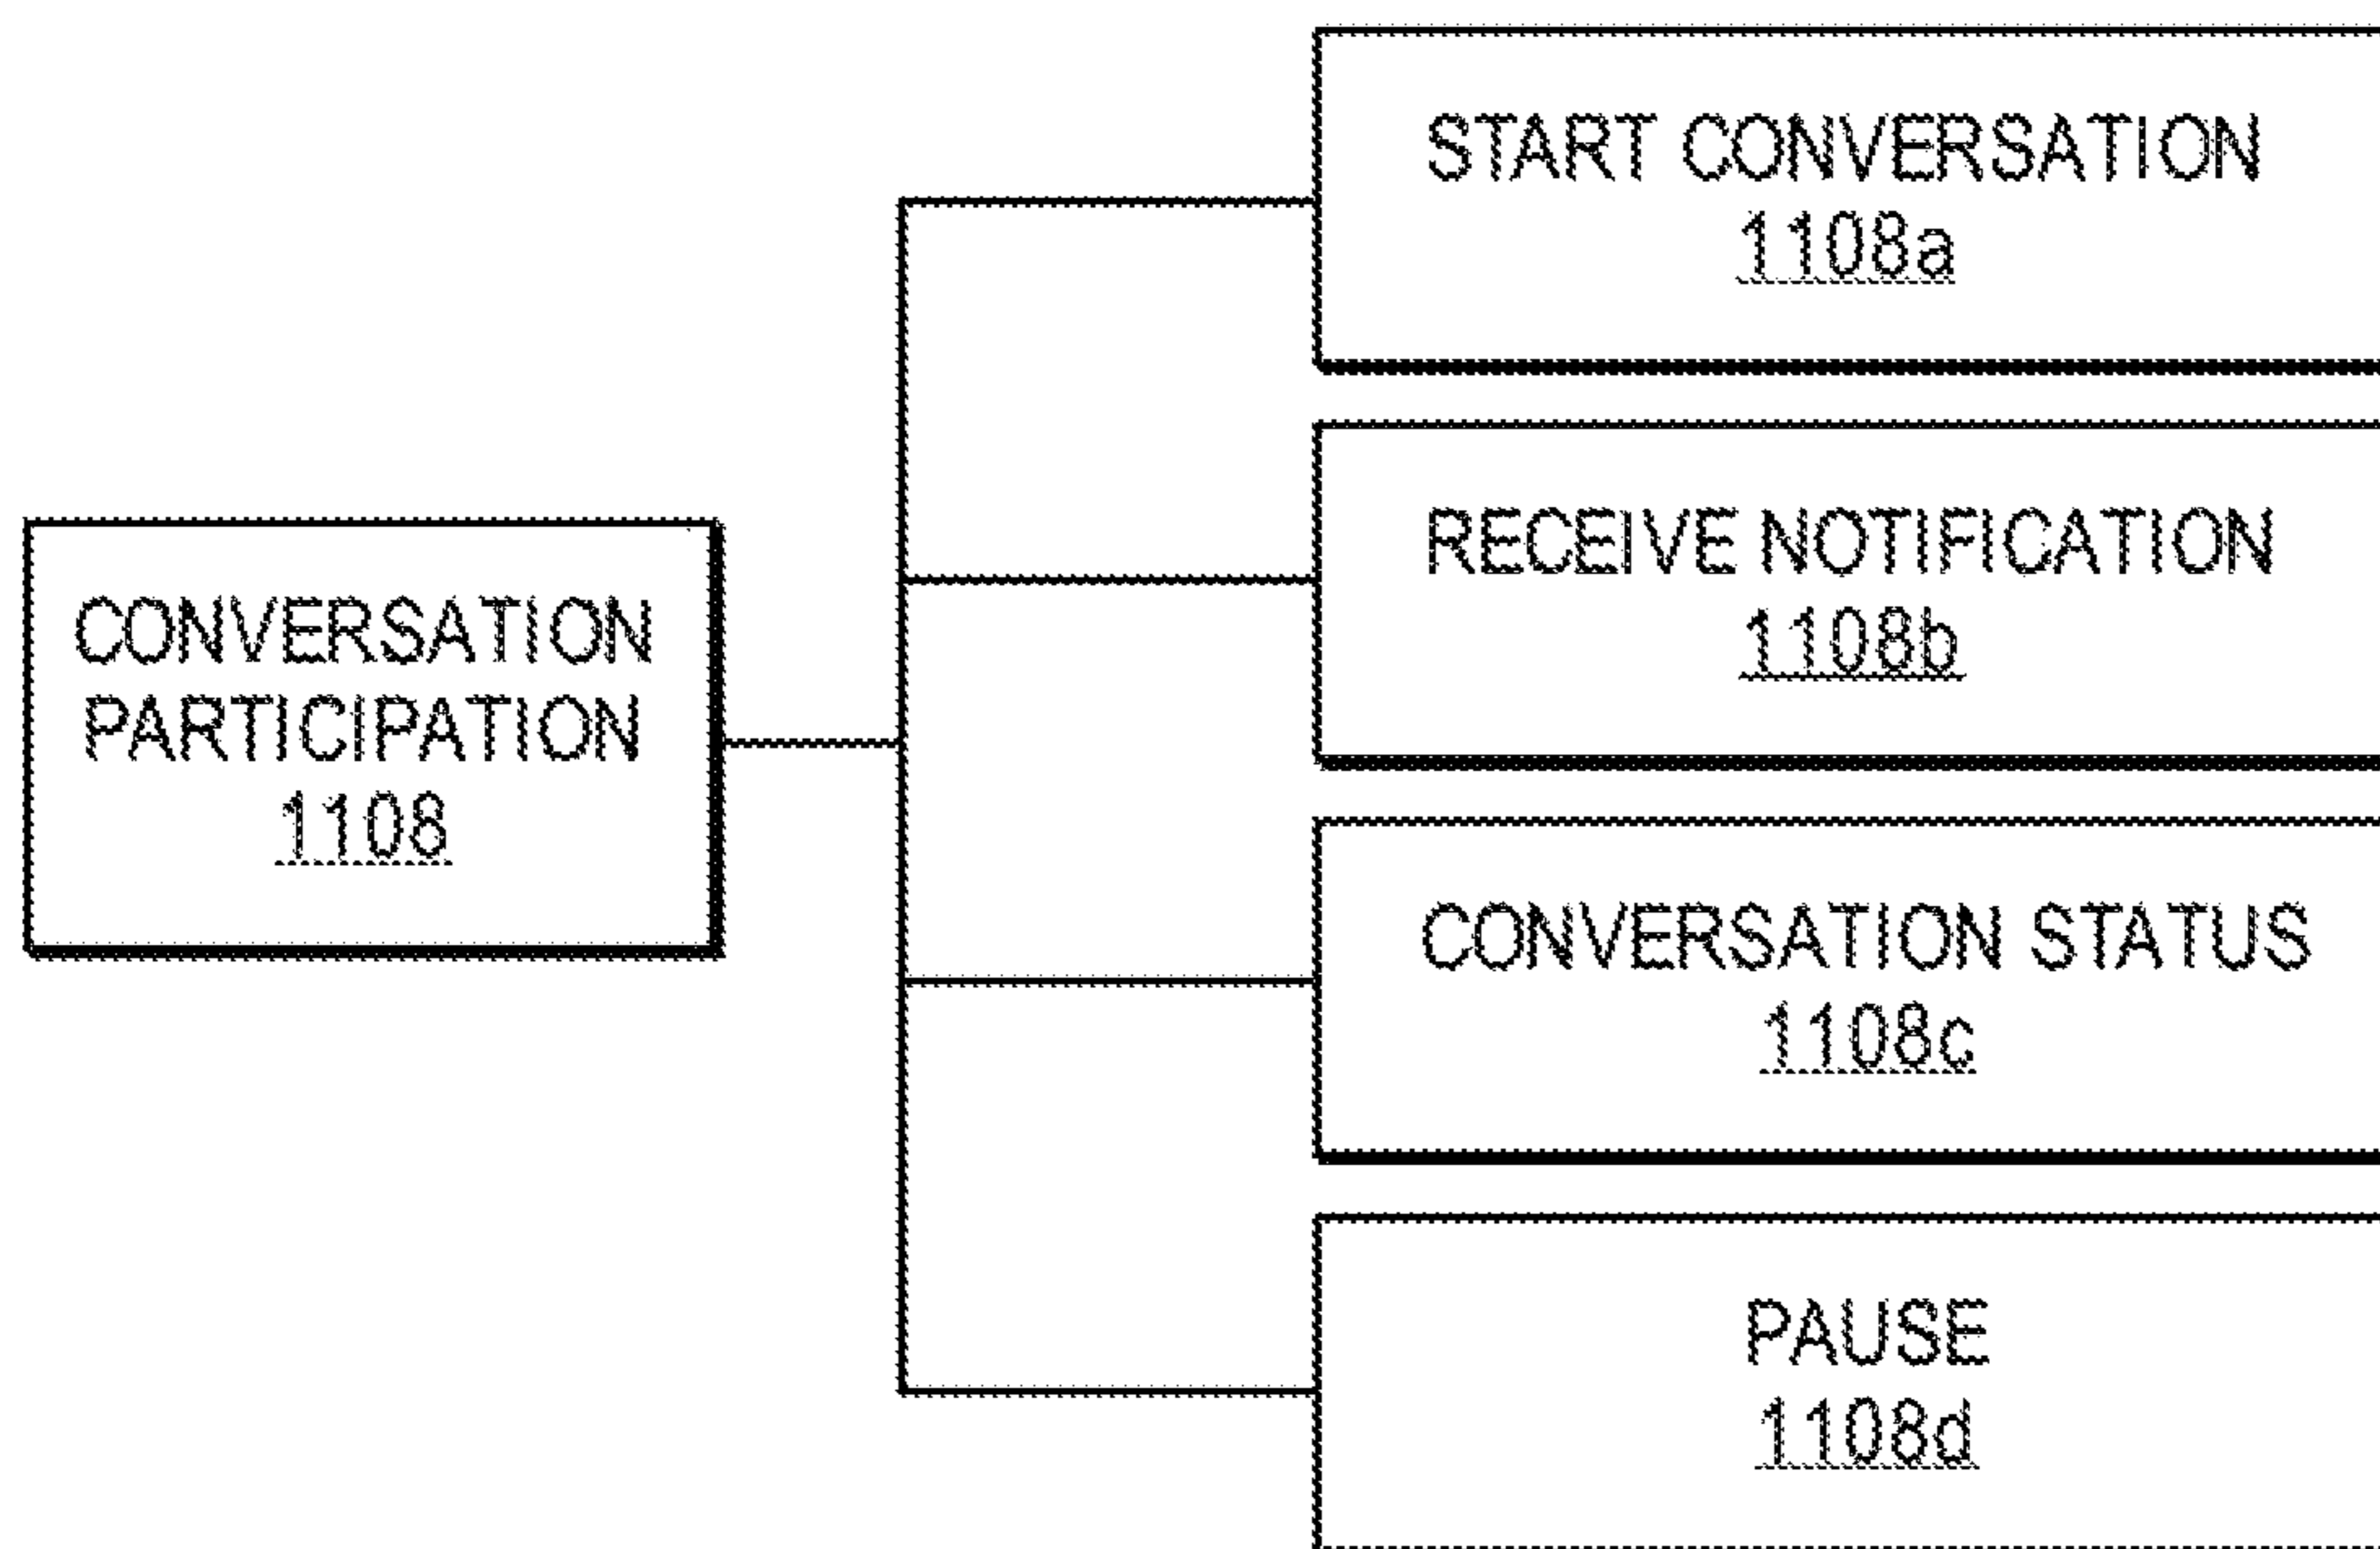 START CONVERSATION
1108a
RECEIVE NOTIFICATION
1108b
CONVERSATION
PARTICIPATION
1108
CONVERSATION STATUS
1108c
PAUSE
1108d